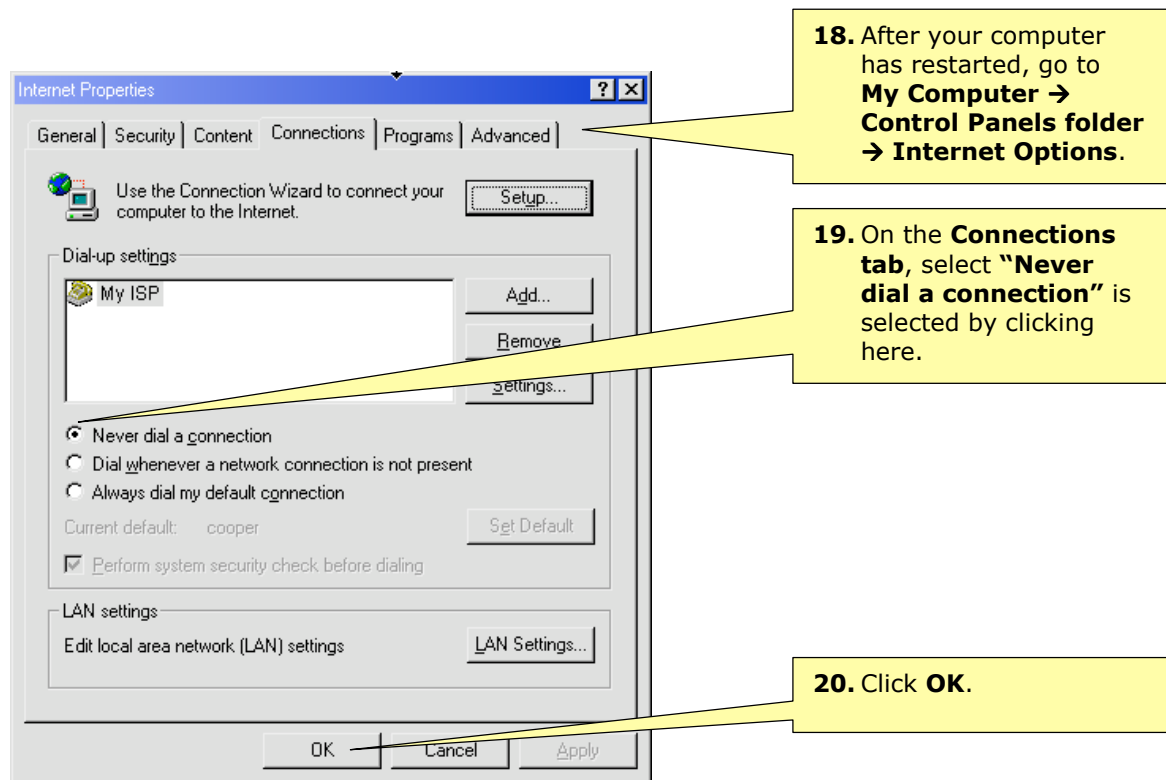 18. After your computer
has restarted, go to
My Computer →
Control Panels folder
→ Internet Options.
Internet Properties
General Security Content Connections Programs Advanced
Use the Connection Wizard to connect your
computer to the Internet.
Setup...
19. On the Connections
tab, select “Never
dial a connection” is
selected by clicking
here.
Dial-up settings
My ISP
Add...
Remove
Settings...
Never dial a connection
Dial whenever a network connection is not present
Always dial my default connection
Current default: cooper
Set Default
Perform system security check before dialing
LAN settings
Edit local area network (LAN) settings
LAN Settings...
20. Click OK.
OK Cancel Apply